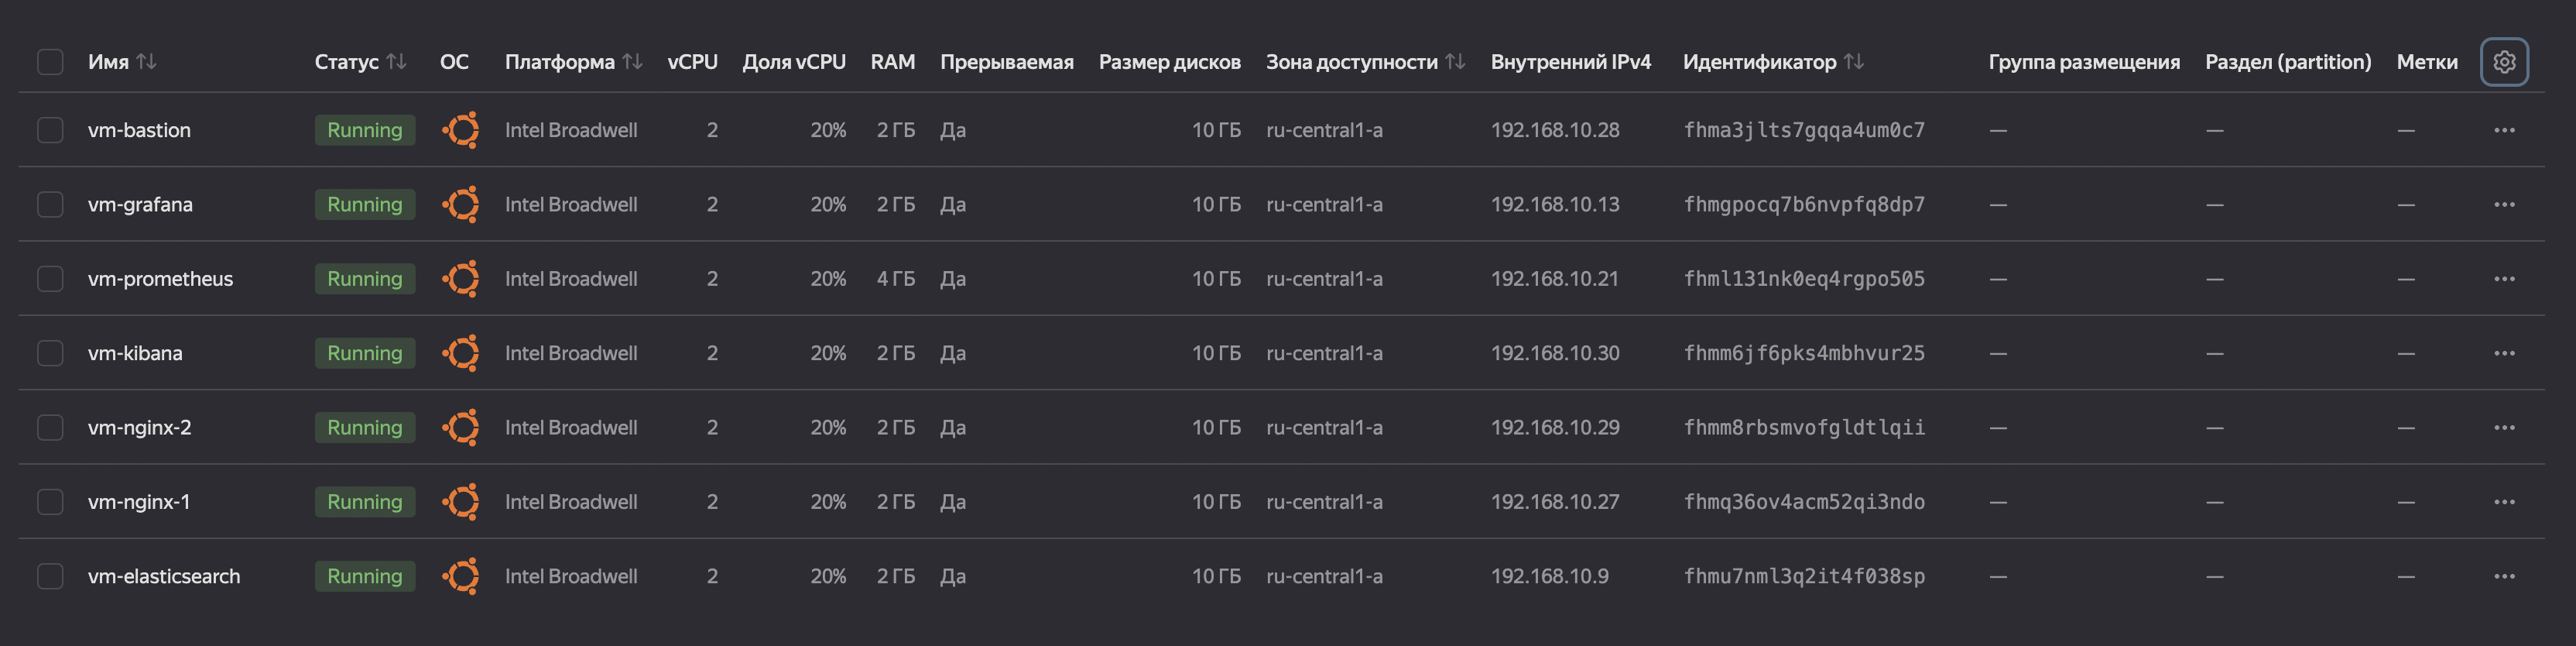 Имя Статус ОС Платформа vCPU Доля vCPU RAM Прерываемая Размер дисков Зона доступности Внутренний IPv4 Идентификатор Группа размещения Раздел (partition) Метки
vm-bastion Running Intel Broadwell 2 20% 2 ГБ Да 10 ГБ ru-central1-a 192.168.10.28 fhma3jlts7gqqa4um0c7 — — —
vm-grafana Running Intel Broadwell 2 20% 2 ГБ Да 10 ГБ ru-central1-a 192.168.10.13 fhmgpocq7b6nvpfq8dp7 — — —
vm-prometheus Running Intel Broadwell 2 20% 4 ГБ Да 10 ГБ ru-central1-a 192.168.10.21 fhml131nk0eq4rgpo505 — — —
vm-kibana Running Intel Broadwell 2 20% 2 ГБ Да 10 ГБ ru-central1-a 192.168.10.30 fhmm6jf6pks4mbhvur25 — — —
vm-nginx-2 Running Intel Broadwell 2 20% 2 ГБ Да 10 ГБ ru-central1-a 192.168.10.29 fhmm8rbsmvofgldtlqii — — —
vm-nginx-1 Running Intel Broadwell 2 20% 2 ГБ Да 10 ГБ ru-central1-a 192.168.10.27 fhmq36ov4acm52qi3ndo — — —
vm-elasticsearch Running Intel Broadwell 2 20% 2 ГБ Да 10 ГБ ru-central1-a 192.168.10.9 fhmu7nml3q2it4f038sp — — —